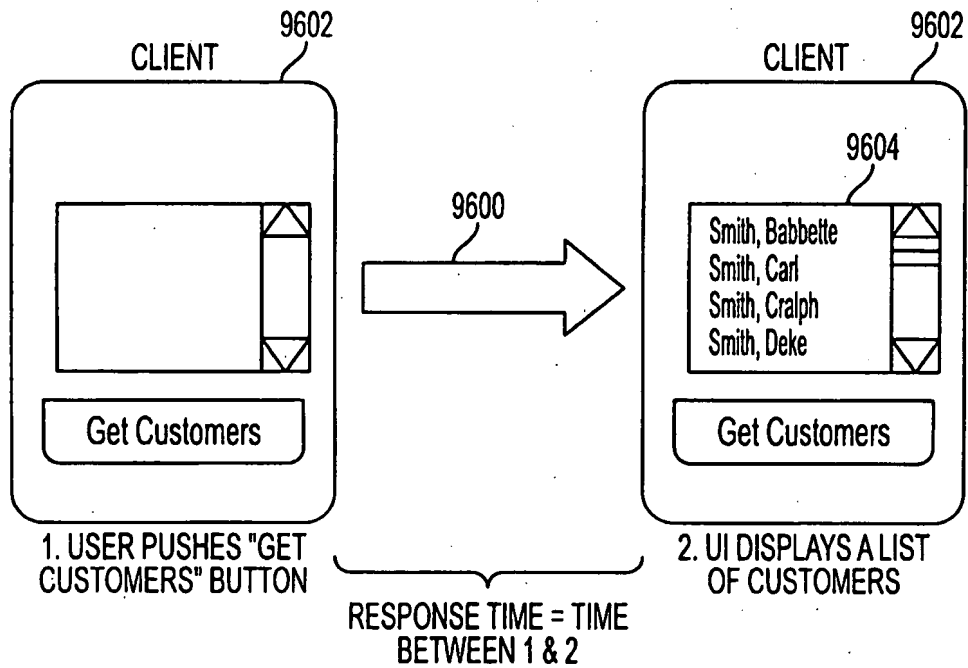 9602
CLIENT
Get Customers
1. USER PUSHES "GET
CUSTOMERS" BUTTON
9600
RESPONSE TIME = TIME
BETWEEN 1 & 2
9602
CLIENT
9604
Smith, Babbette
Smith, Carl
Smith, Cralph
Smith, Deke
Get Customers
2. UI DISPLAYS A LIST
OF CUSTOMERS